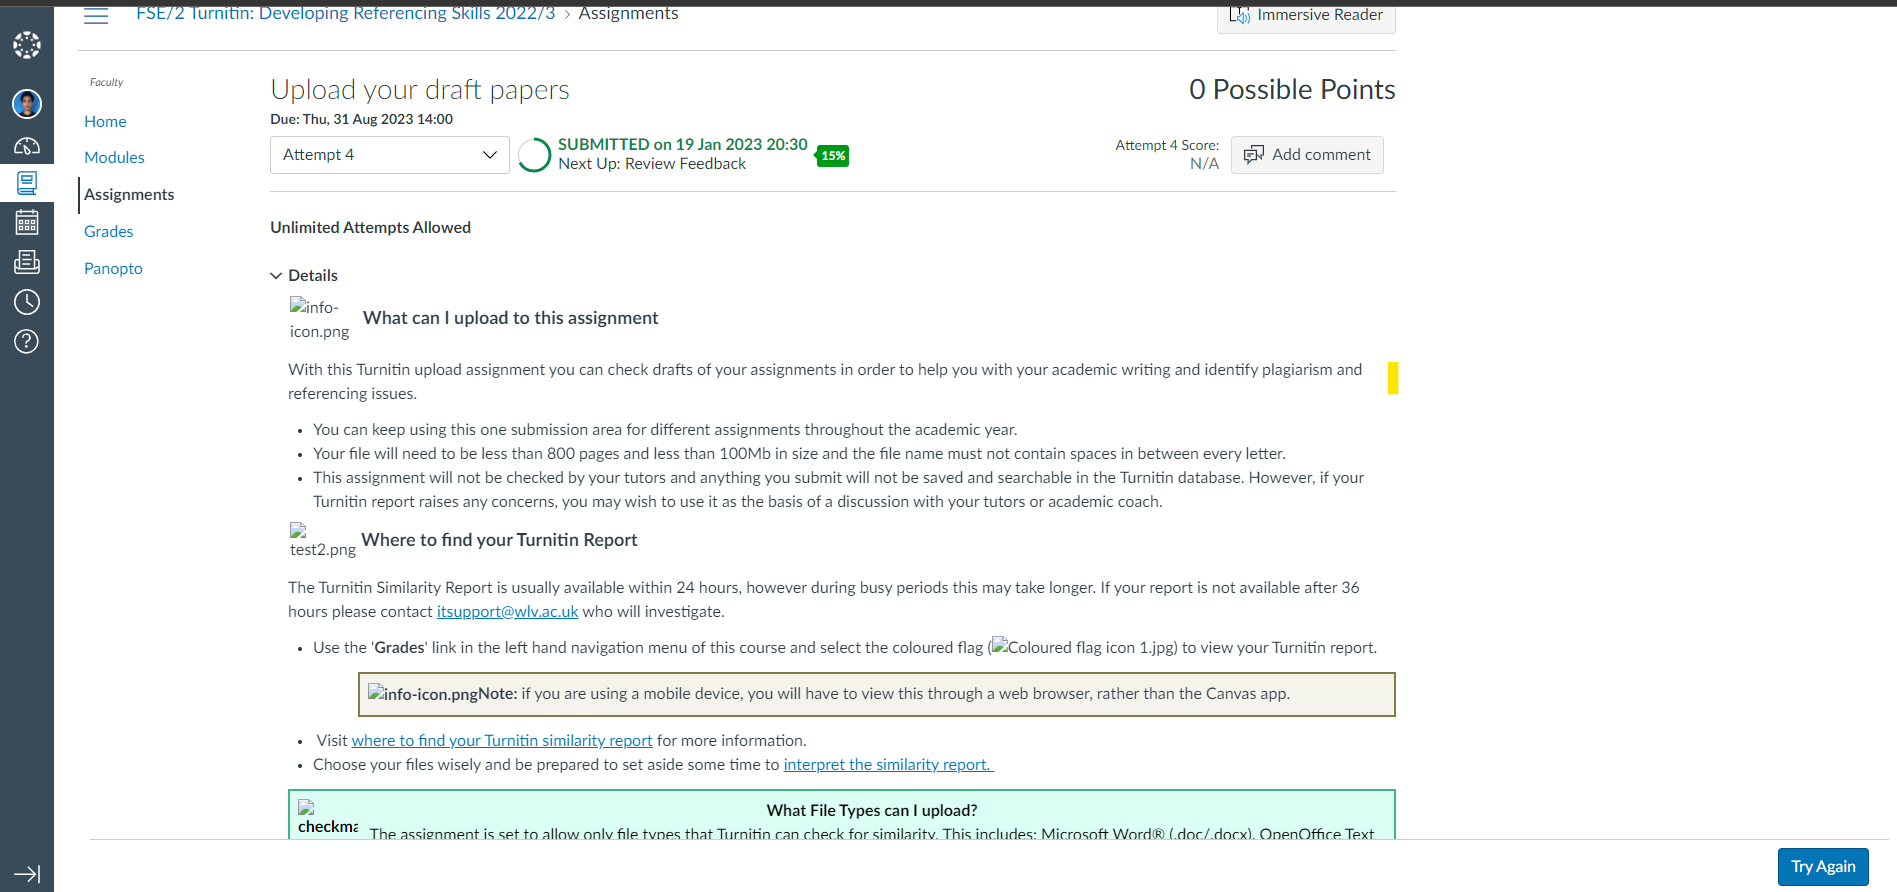 FSE/2 Turnitin: Developing Referencing Skills 2022/3 > Assignments
Immersive Reader
Faculty
Home
Modules
Assignments
Grades
Panopto
Upload your draft papers
0 Possible Points
Due: Thu, 31 Aug 2023 14:00
Attempt 4
SUBMITTED on 19 Jan 2023 20:30
Next Up: Review Feedback
15%
Attempt 4 Score:
N/A
Add comment
Unlimited Attempts Allowed
Details
info-
icon.png
What can I upload to this assignment
With this Turnitin upload assignment you can check drafts of your assignments in order to help you with your academic writing and identify plagiarism and
referencing issues.
• You can keep using this one submission area for different assignments throughout the academic year.
• Your file will need to be less than 800 pages and less than 100Mb in size and the file name must not contain spaces in between every letter.
• This assignment will not be checked by your tutors and anything you submit will not be saved and searchable in the Turnitin database. However, if your
Turnitin report raises any concerns, you may wish to use it as the basis of a discussion with your tutors or academic coach.
test2.png
Where to find your Turnitin Report
The Turnitin Similarity Report is usually available within 24 hours, however during busy periods this may take longer. If your report is not available after 36
hours please contact itsupport@wlv.ac.uk who will investigate.
• Use the 'Grades' link in the left hand navigation menu of this course and select the coloured flag (Coloured flag icon 1.jpg) to view your Turnitin report.
info-icon.pngNote: if you are using a mobile device, you will have to view this through a web browser, rather than the Canvas app.
• Visit where to find your Turnitin similarity report for more information.
• Choose your files wisely and be prepared to set aside some time to interpret the similarity report.
What File Types can I upload?
checkma
The assignment is set to allow only file types that Turnitin can check for similarity. This includes: Microsoft Word® (.doc/.docx), OpenOffice Text
Try Again